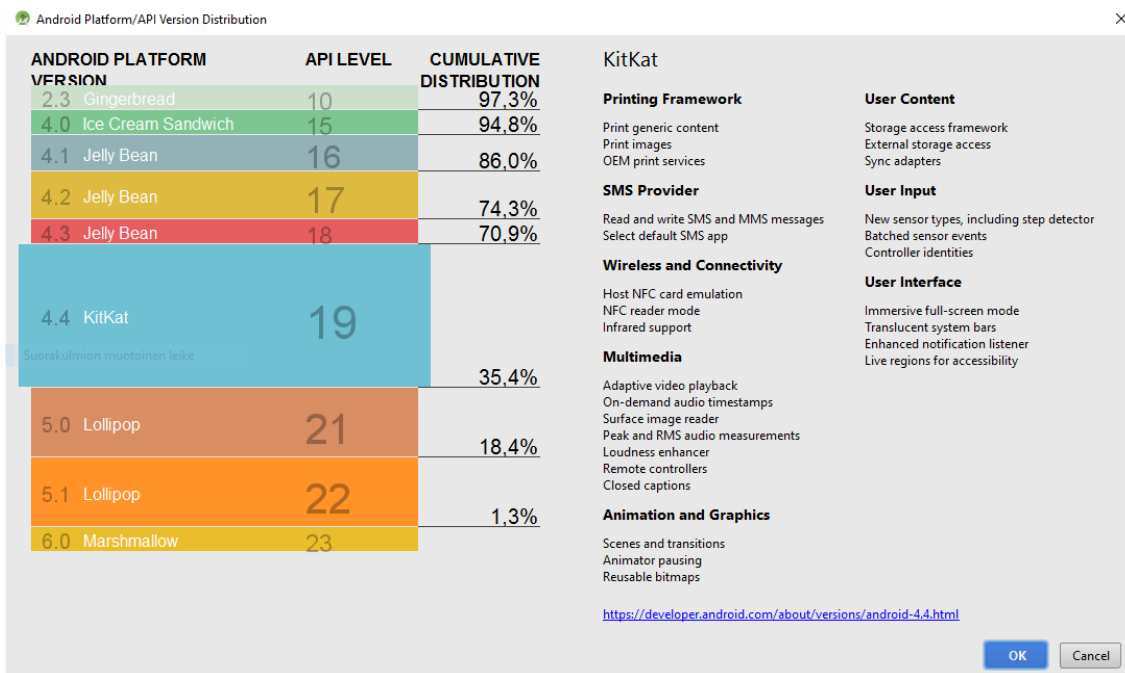 Android Platform/API Version Distribution
ANDROID PLATFORM VERSION
API LEVEL
CUMULATIVE DISTRIBUTION
2.3 Gingerbread 10 97,3%
4.0 Ice Cream Sandwich 15 94,8%
4.1 Jelly Bean 16 86,0%
4.2 Jelly Bean 17 74,3%
4.3 Jelly Bean 18 70,9%
4.4 KitKat 19 35,4%
Suorakulmion muotoinen leike
5.0 Lollipop 21 18,4%
5.1 Lollipop 22 1,3%
6.0 Marshmallow 23
KitKat
Printing Framework
Print generic content
Print images
OEM print services
SMS Provider
Read and write SMS and MMS messages
Select default SMS app
Wireless and Connectivity
Host NFC card emulation
NFC reader mode
Infrared support
Multimedia
Adaptive video playback
On-demand audio timestamps
Surface image reader
Peak and RMS audio measurements
Loudness enhancer
Remote controllers
Closed captions
Animation and Graphics
Scenes and transitions
Animator pausing
Reusable bitmaps
User Content
Storage access framework
External storage access
Sync adapters
User Input
New sensor types, including step detector
Batched sensor events
Controller identities
User Interface
Immersive full-screen mode
Translucent system bars
Enhanced notification listener
Live regions for accessibility
https://developer.android.com/about/versions/android-4.4.html
OK
Cancel